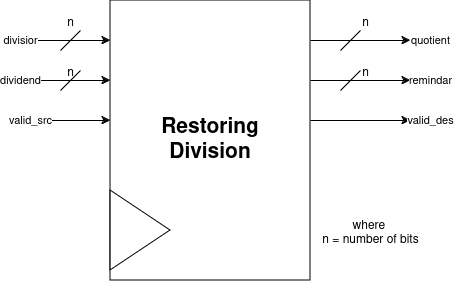 n
n
divisior
quotient
n
n
dividend
remindar
valid_src
valid_des
Restoring
Division
where
n = number of bits